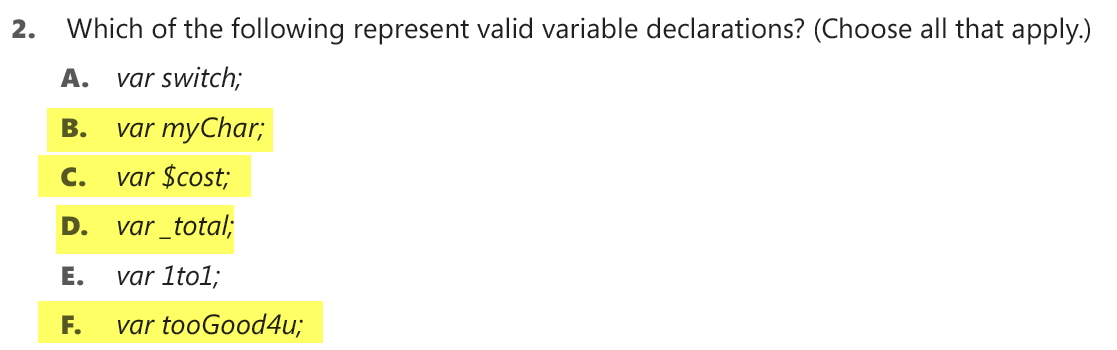 2. Which of the following represent valid variable declarations? (Choose all that apply.)
A. var switch;
B. var myChar;
C. var $cost;
D. var _total;
E. var 1to1;
F. var tooGood4u;